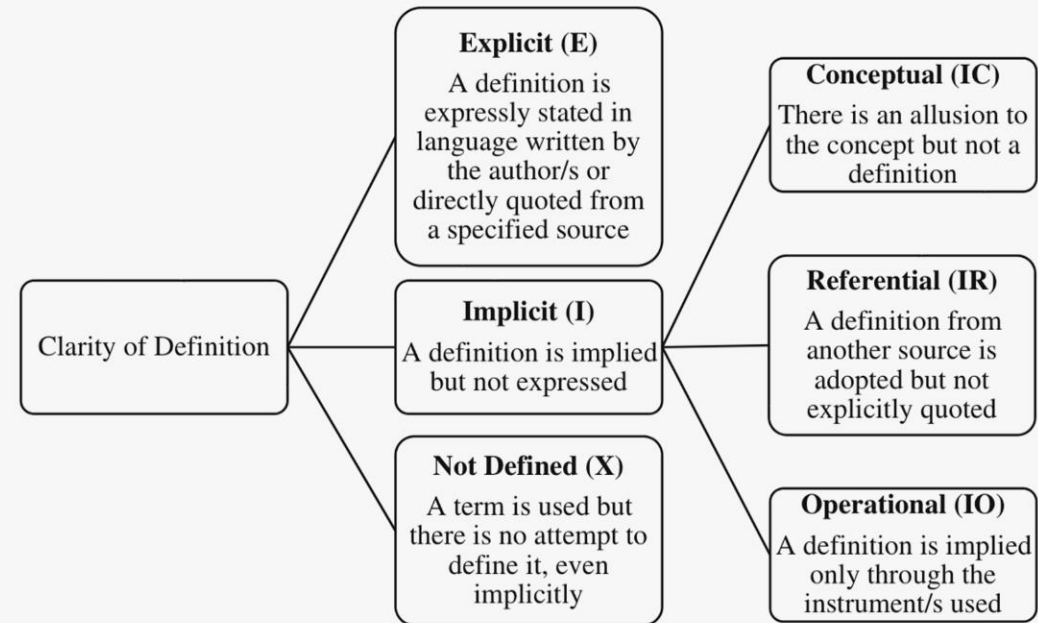 Clarity of Definition
Explicit (E)
A definition is
expressly stated in
language written by
the author/s or
directly quoted from
a specified source
Implicit (I)
A definition is implied
but not expressed
Not Defined (X)
A term is used but
there is no attempt to
define it, even
implicitly
Conceptual (IC)
There is an allusion to
the concept but not a
definition
Referential (IR)
A definition from
another source is
adopted but not
explicitly quoted
Operational (IO)
A definition is implied
only through the
instrument/s used